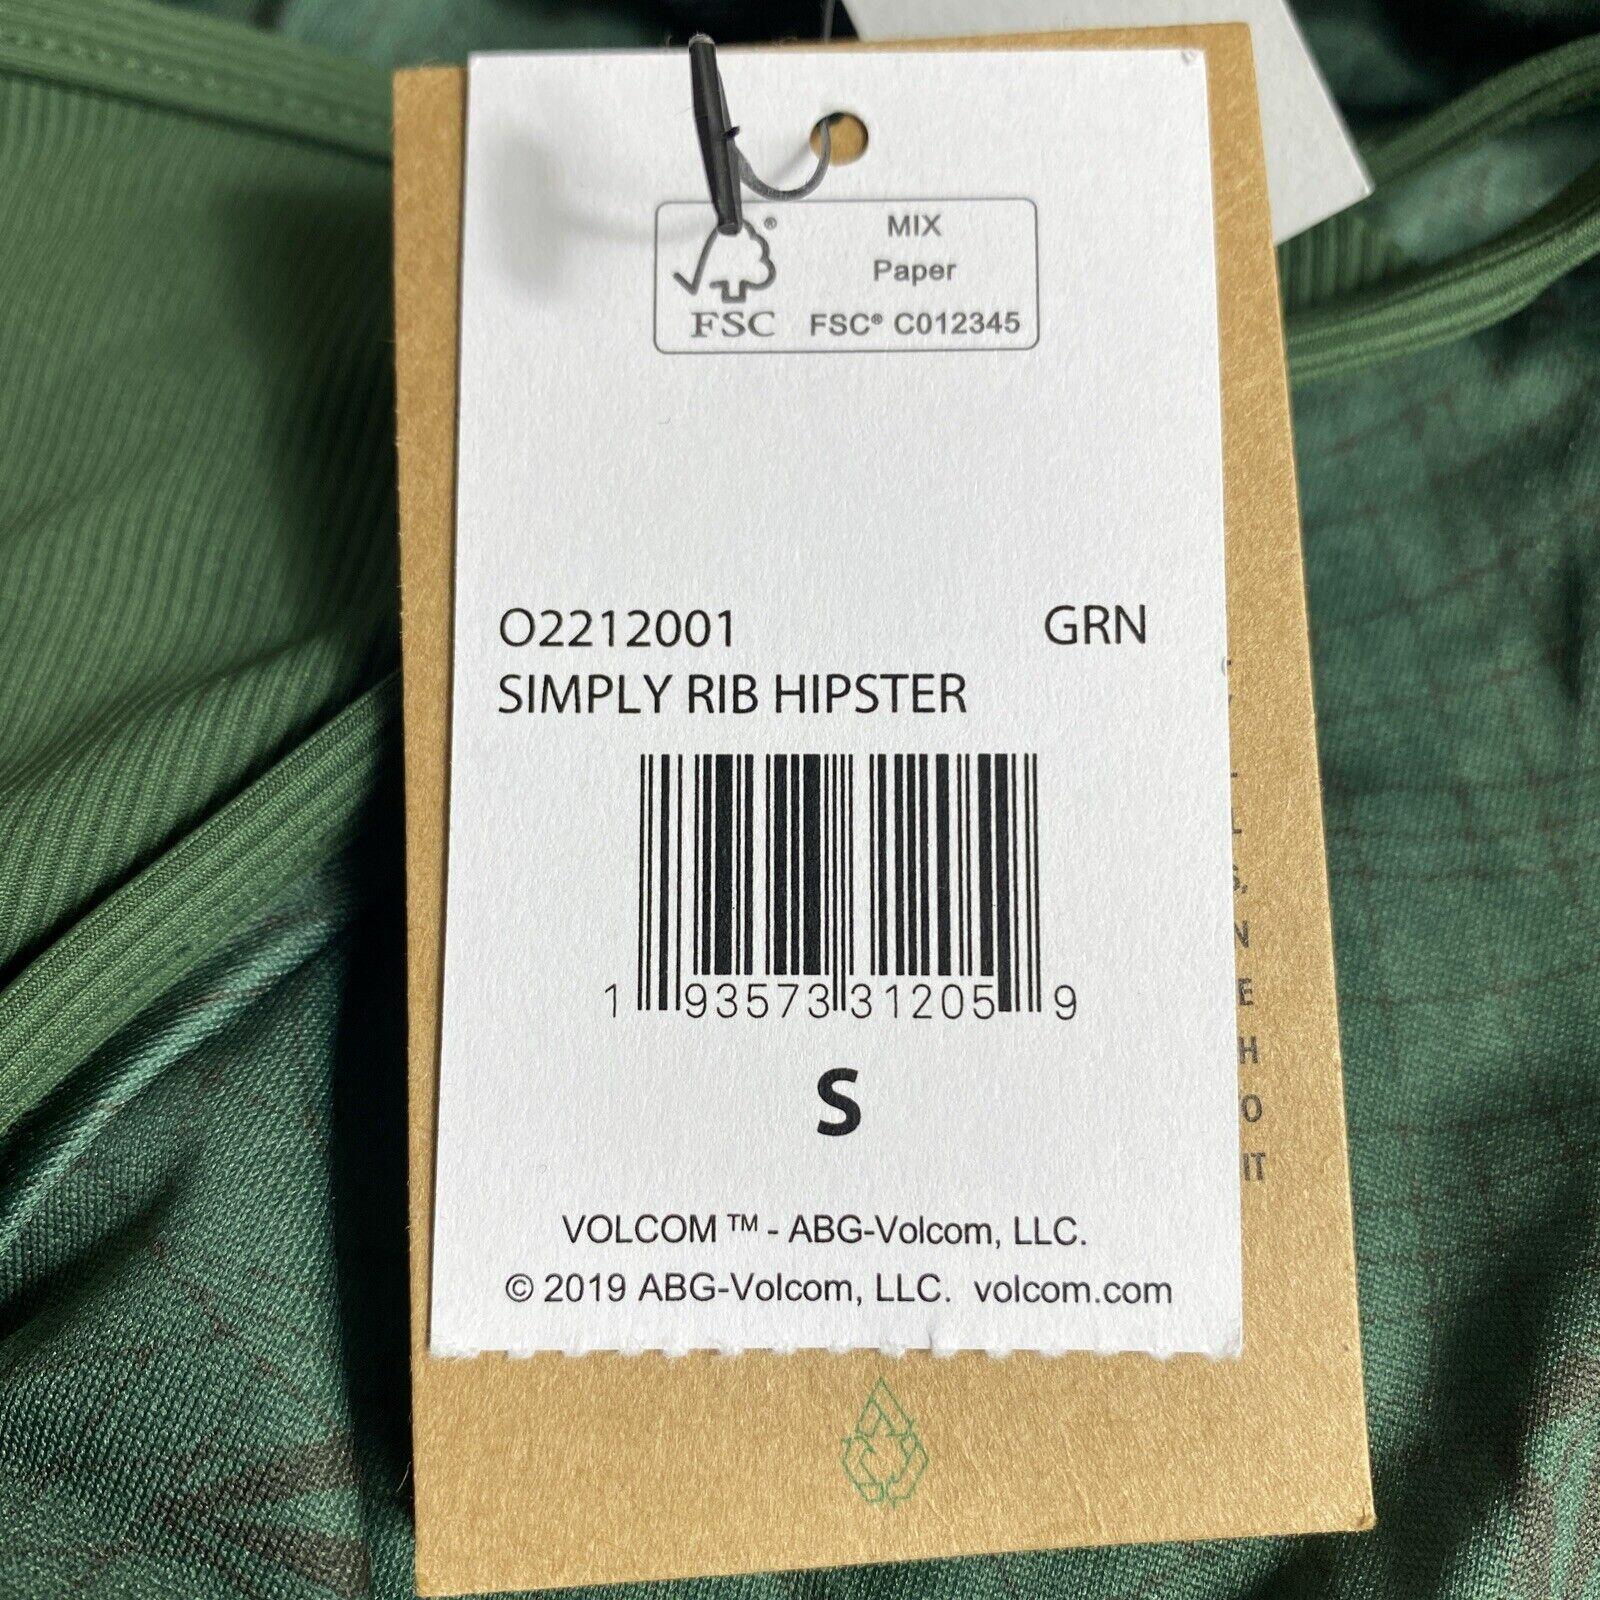 MIX
Paper
FSC® C012345
®
FSC
O2212001 GRN
SIMPLY RIB HIPSTER
1 93573 31205 9
S
VOLCOM ™ - ABG-Volcom, LLC.
© 2019 ABG-Volcom, LLC. volcom.com
S,
N
E
H
O
IT